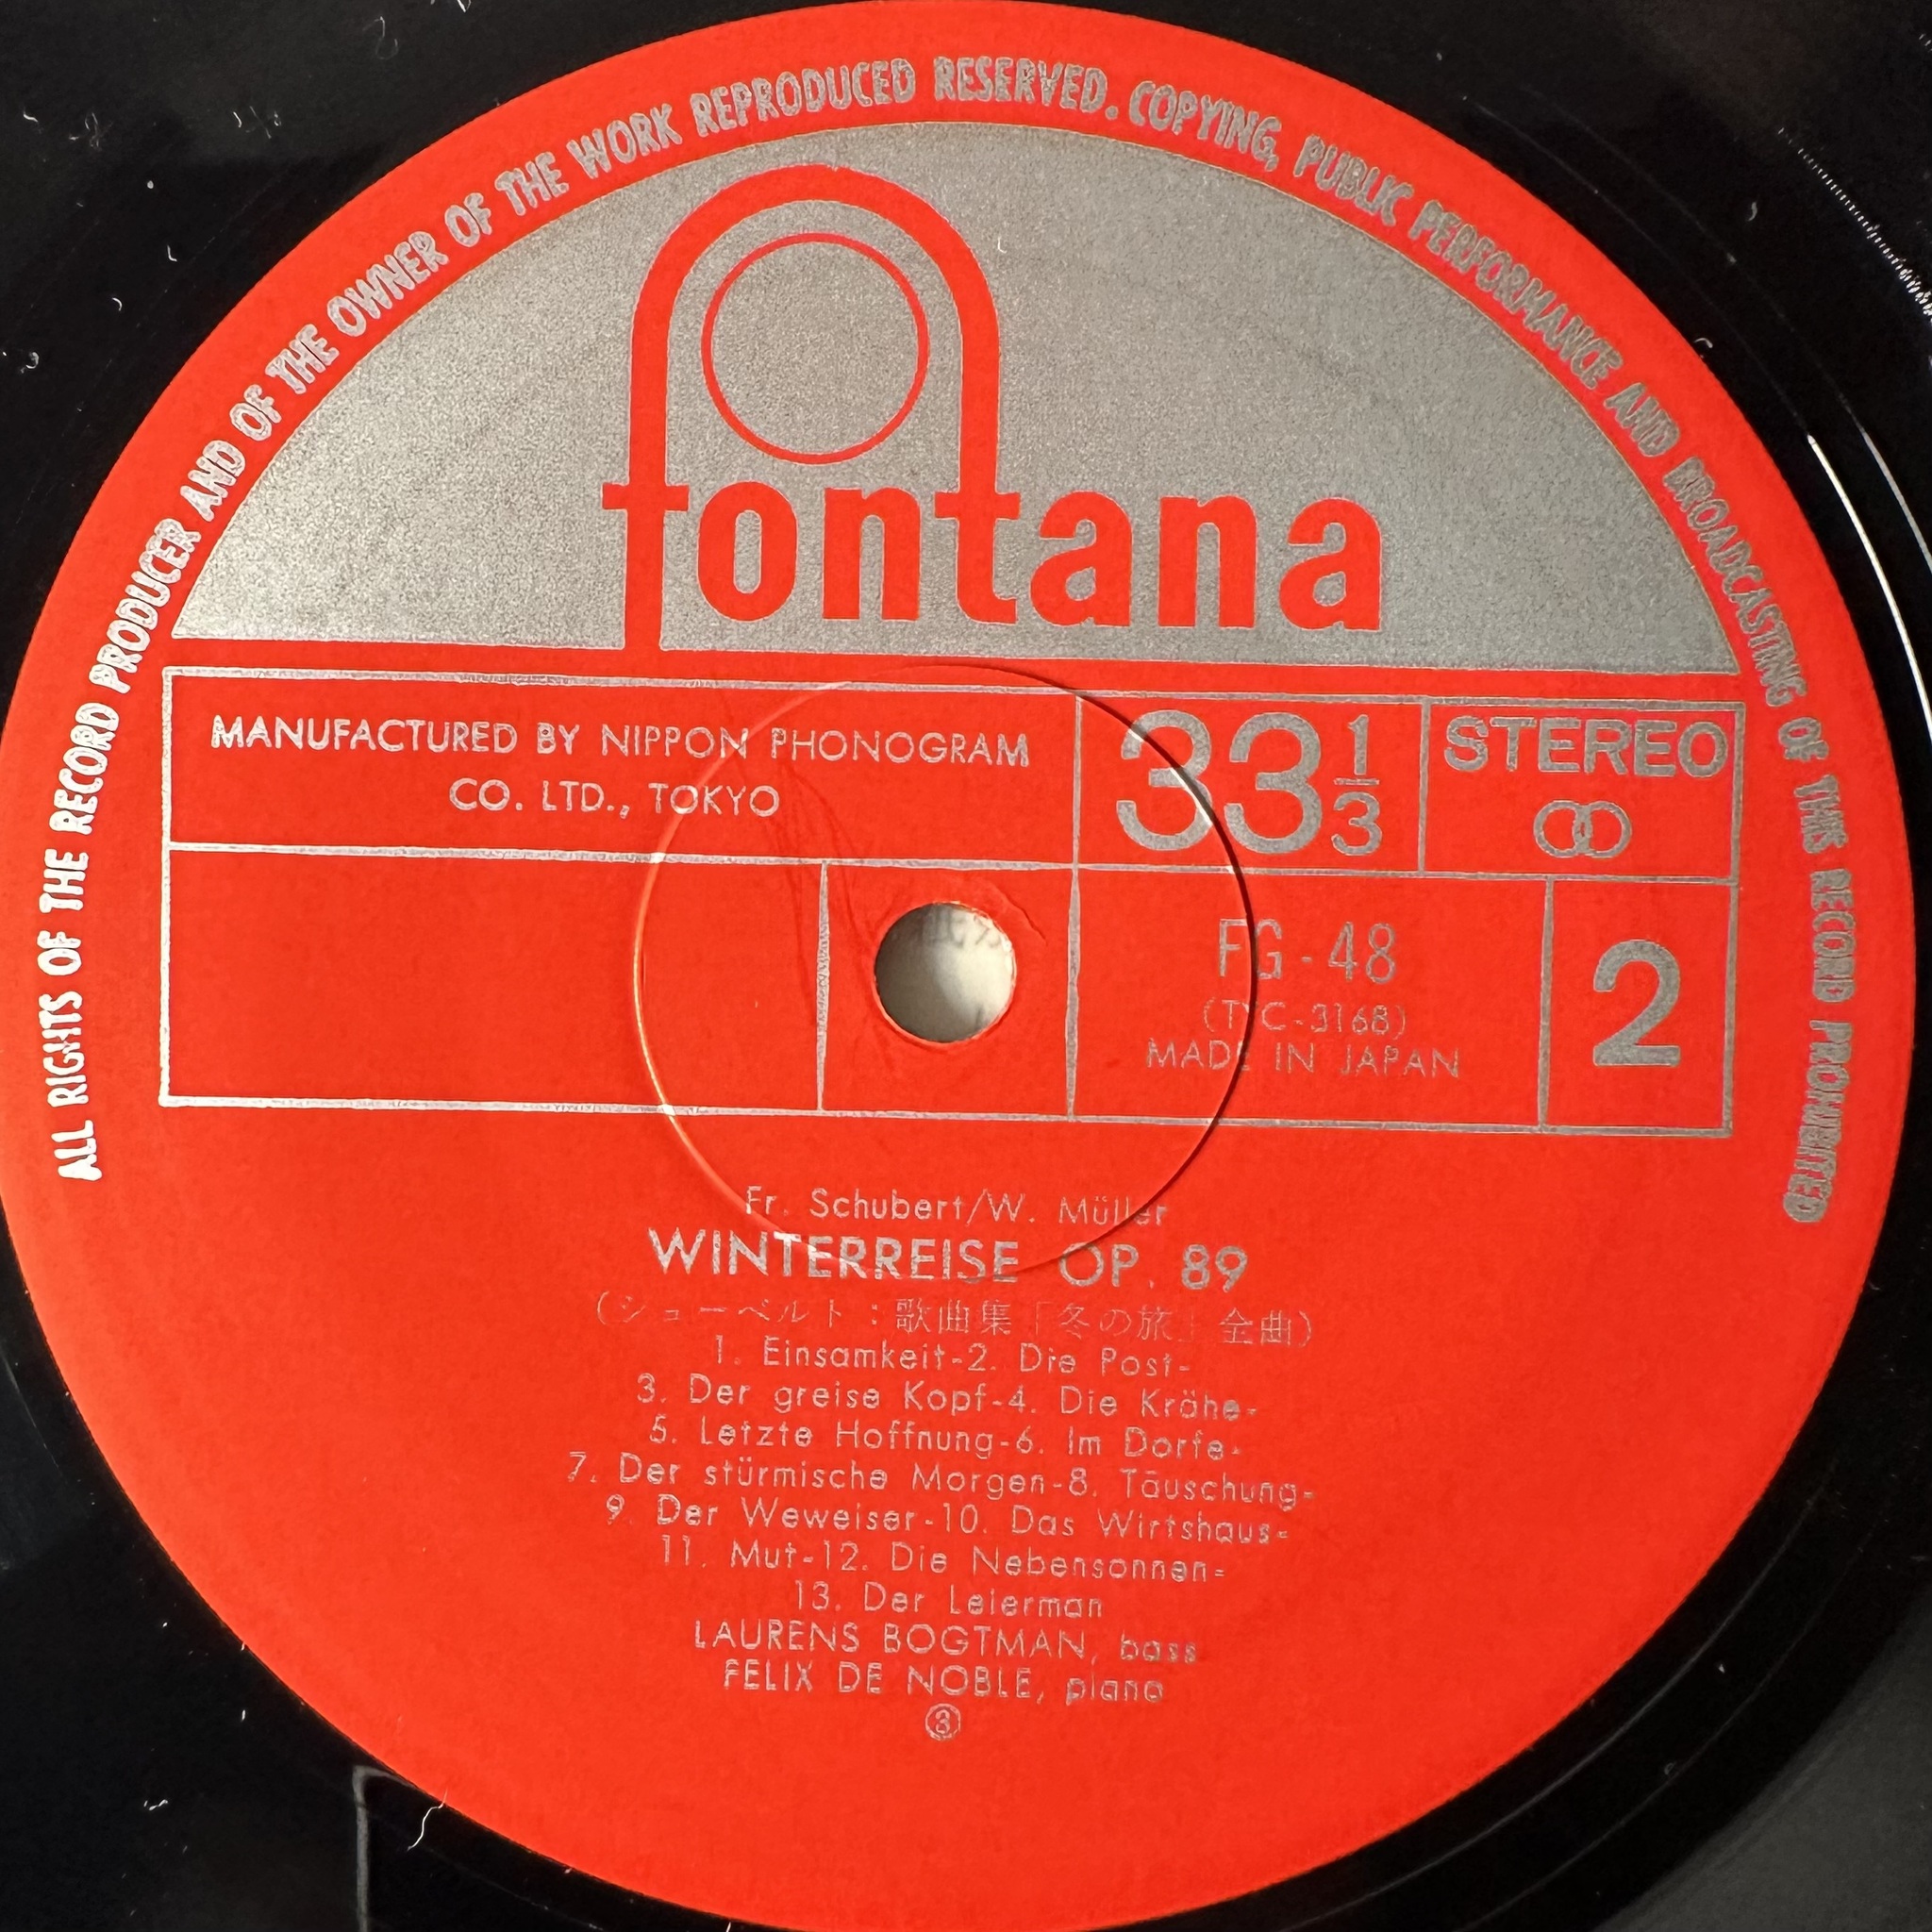 ALL RIGHTS OF THE RECORD PRODUCER AND OF THE OWNER OF THE WORK REPRODUCED RESERVED. COPYING, PUBLIC PERFORMANCE AND BROADCASTING OF THIS RECORD PROHIBITED
fontana
MANUFACTURED BY NIPPON PHONOGRAM
CO. LTD., TOKYO
33 1/3
STEREO
FG-48
MADE IN JAPAN
2
Fr. Schubert/W. Müller
WINTERREISE OP. 89
(シューベルト:歌曲集「冬の旅」全曲)
1. Einsamkeit-2. Die Post-
3. Der greise Kopf-4. Die Krähe-
5. Letzte Hoffnung-6. Im Dorfe-
7. Der stürmische Morgen-8. Täuschung-
9. Der Weweiser-10. Das Wirtshaus-
11. Mut-12. Die Nebensonnen-
13. Der Leierman
LAURENS BOGTMAN, bass
FELIX DE NOBLE, piano
③